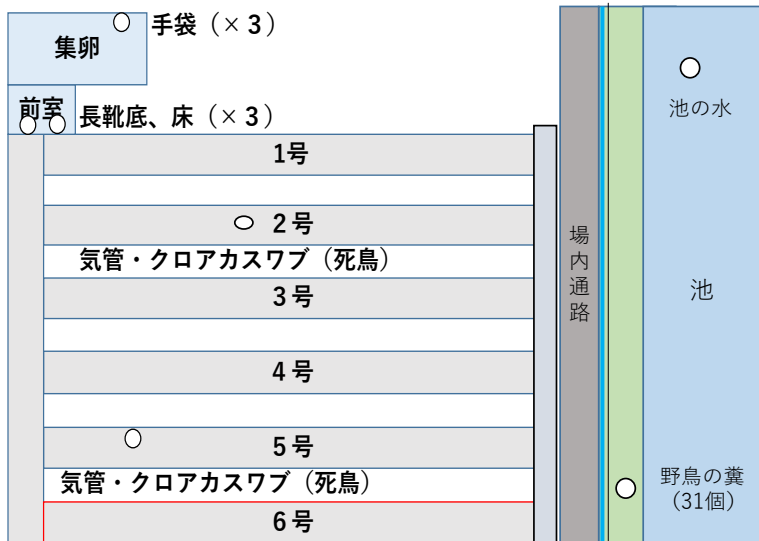 手袋（×３）
集卵
前室
長靴底、床（×３）
1号
２号
気管・クロアカスワブ（死鳥）
３号
４号
５号
気管・クロアカスワブ（死鳥）
６号
場内通路
池の水
池
野鳥の糞
（31個）